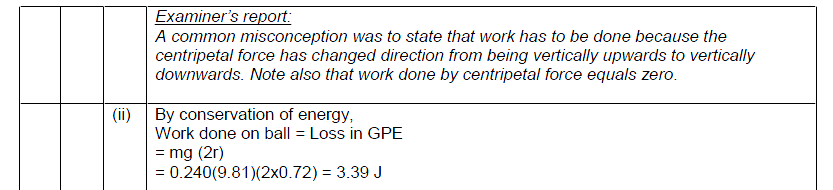 Examiner's report:
A common misconception was to state that work has to be done because the
centripetal force has changed direction from being vertically upwards to vertically
downwards. Note also that work done by centripetal force equals zero.
(ii) By conservation of energy,
Work done on ball = Loss in GPE
= mg (2r)
= 0.240(9.81)(2x0.72) = 3.39 J